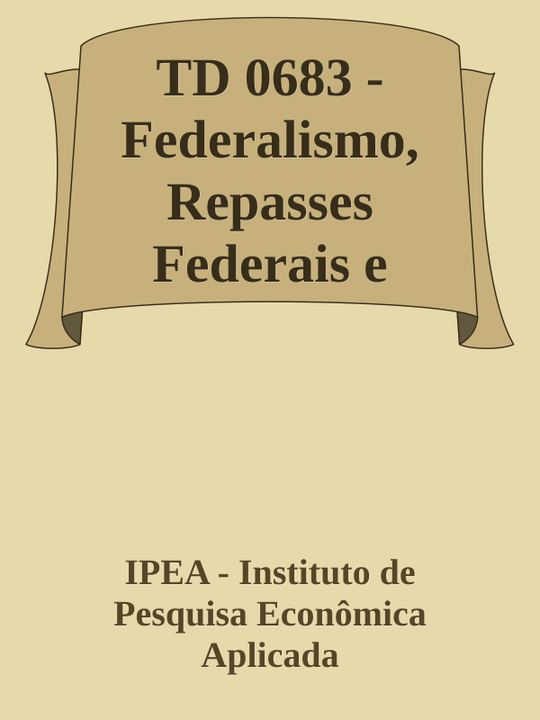 TD 0683 -
Federalismo,
Repasses
Federais e
IPEA - Instituto de
Pesquisa Econômica
Aplicada